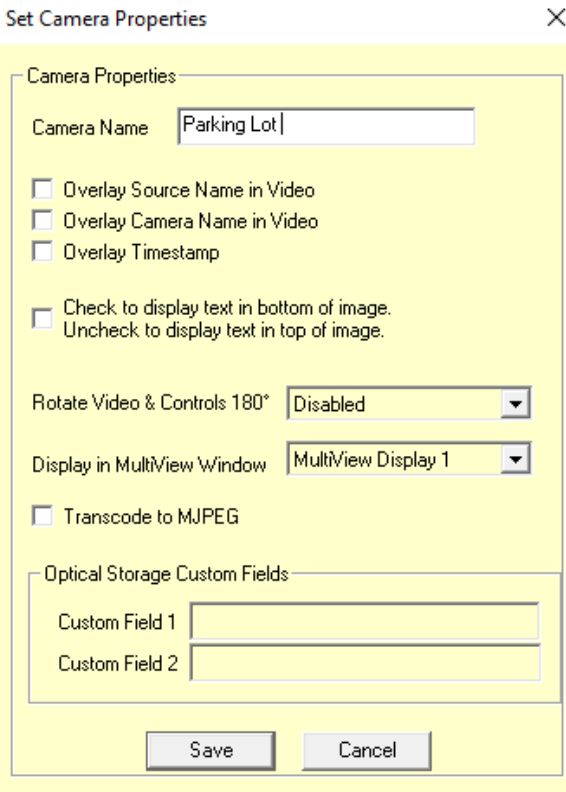 Set Camera Properties
Camera Properties
Camera Name Parking Lot
Overlay Source Name in Video
Overlay Camera Name in Video
Overlay Timestamp
Check to display text in bottom of image.
Uncheck to display text in top of image.
Rotate Video & Controls 180° Disabled
Display in MultiView Window MultiView Display 1
Transcode to MJPEG
Optical Storage Custom Fields
Custom Field 1
Custom Field 2
Save Cancel